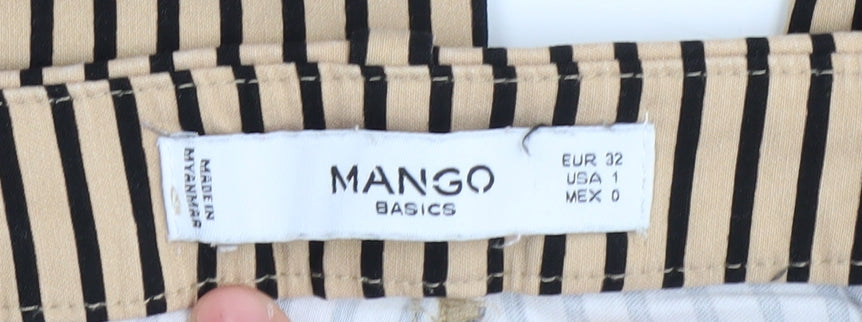 MADE IN
MYANMAR
MANGO
BASICS
EUR 32
USA 1
MEX 0